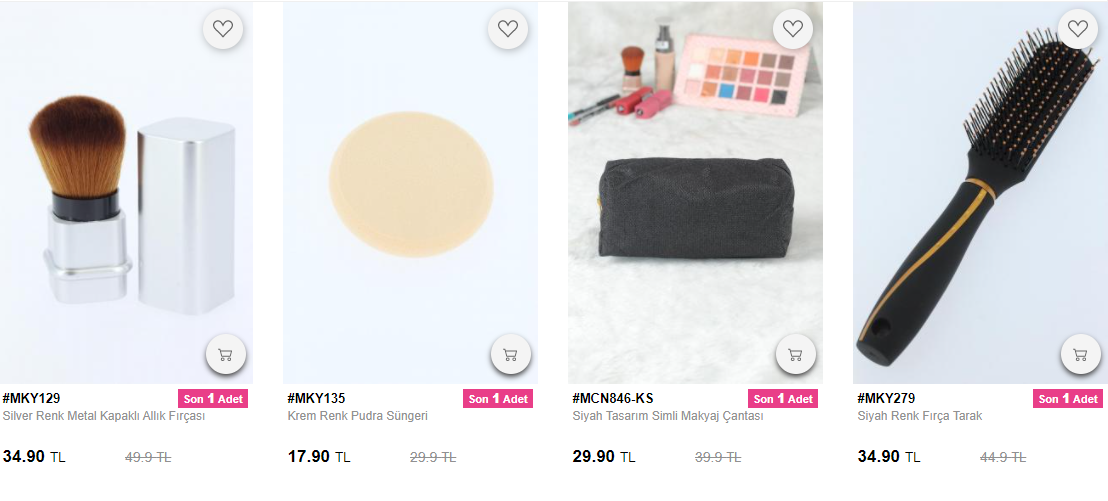 #MKY129
Son 1 Adet
Silver Renk Metal Kapaklı Allık Fırçası
34.90 TL
49.9 TL
#MKY135
Son 1 Adet
Krem Renk Pudra Süngeri
17.90 TL
29.9 TL
#MCN846-KS
Son 1 Adet
Siyah Tasarım Simli Makyaj Çantası
29.90 TL
39.9 TL
#MKY279
Son 1 Adet
Siyah Renk Fırça Tarak
34.90 TL
44.9 TL